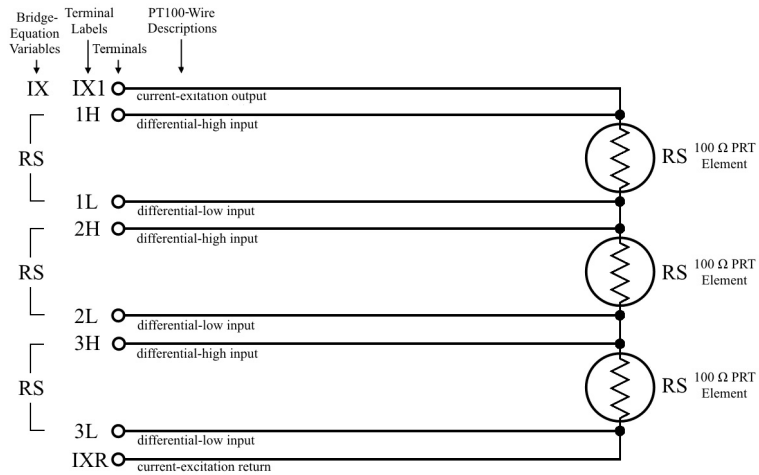 Bridge-
Equation
Variables
Terminal
Labels
Terminals
PT100-Wire
Descriptions
IX IX1 current-exitation output
1H differential-high input
RS
RS 100 Ω PRT
Element
1L differential-low input
2H differential-high input
RS
RS 100 Ω PRT
Element
2L differential-low input
3H differential-high input
RS
RS 100 Ω PRT
Element
3L differential-low input
IXR current-excitation return